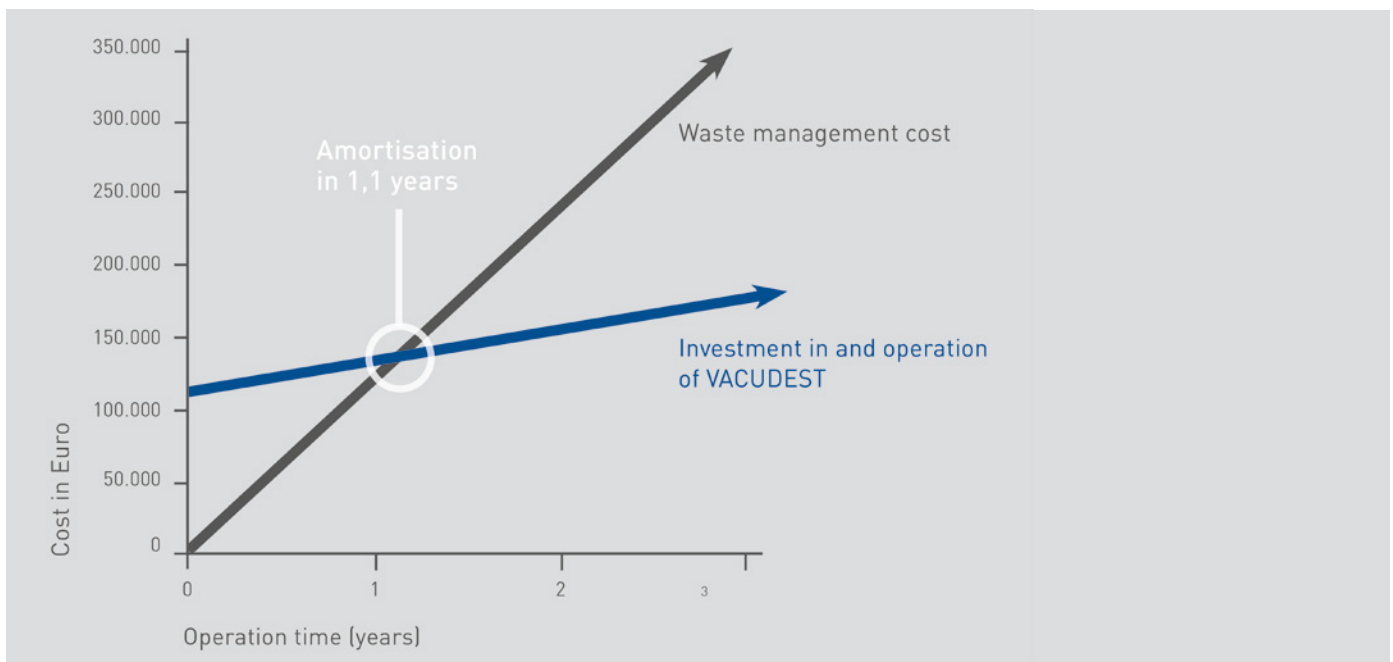 350.000
300.000
250.000
200.000
150.000
100.000
50.000
0
Cost in Euro
Amortisation
in 1,1 years
Waste management cost
Investment in and operation
of VACUDEST
0
1
2
3
Operation time (years)